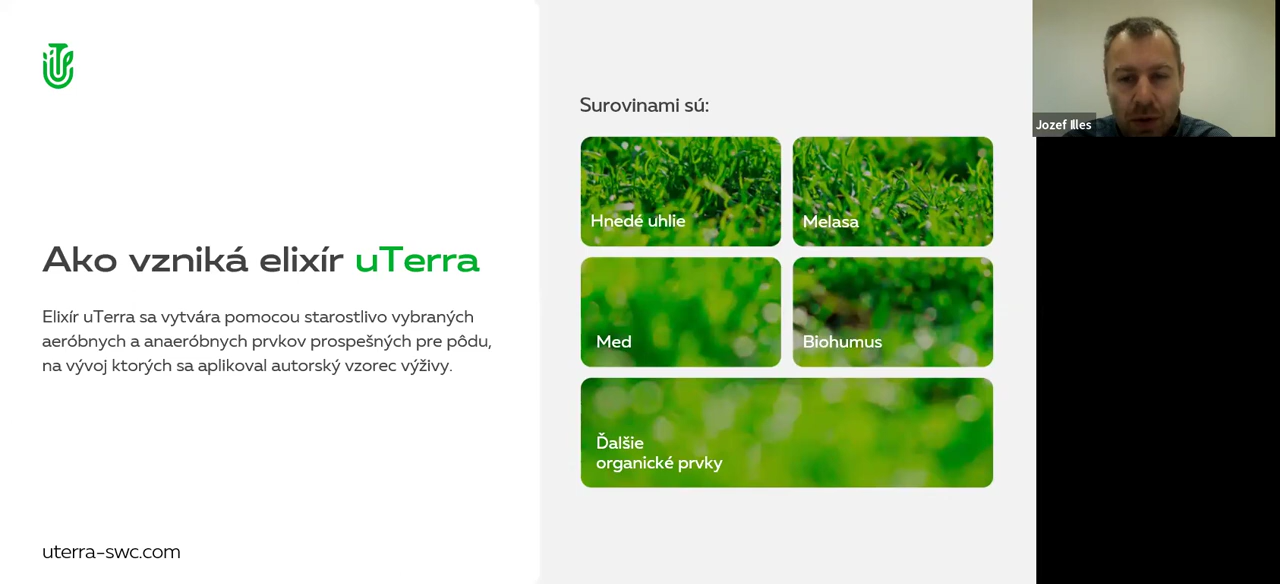 Ako vzniká elixír uTerra
Elixír uTerra sa vytvára pomocou starostlivo vybraných
aeróbnych a anaeróbnych prvkov prospešných pre pôdu,
na vývoj ktorých sa aplikoval autorský vzorec výživy.
uterra-swc.com
Surovinami sú:
Hnedé uhlie
Melasa
Med
Biohumus
Ďalšie
organické prvky
Jozef Illes